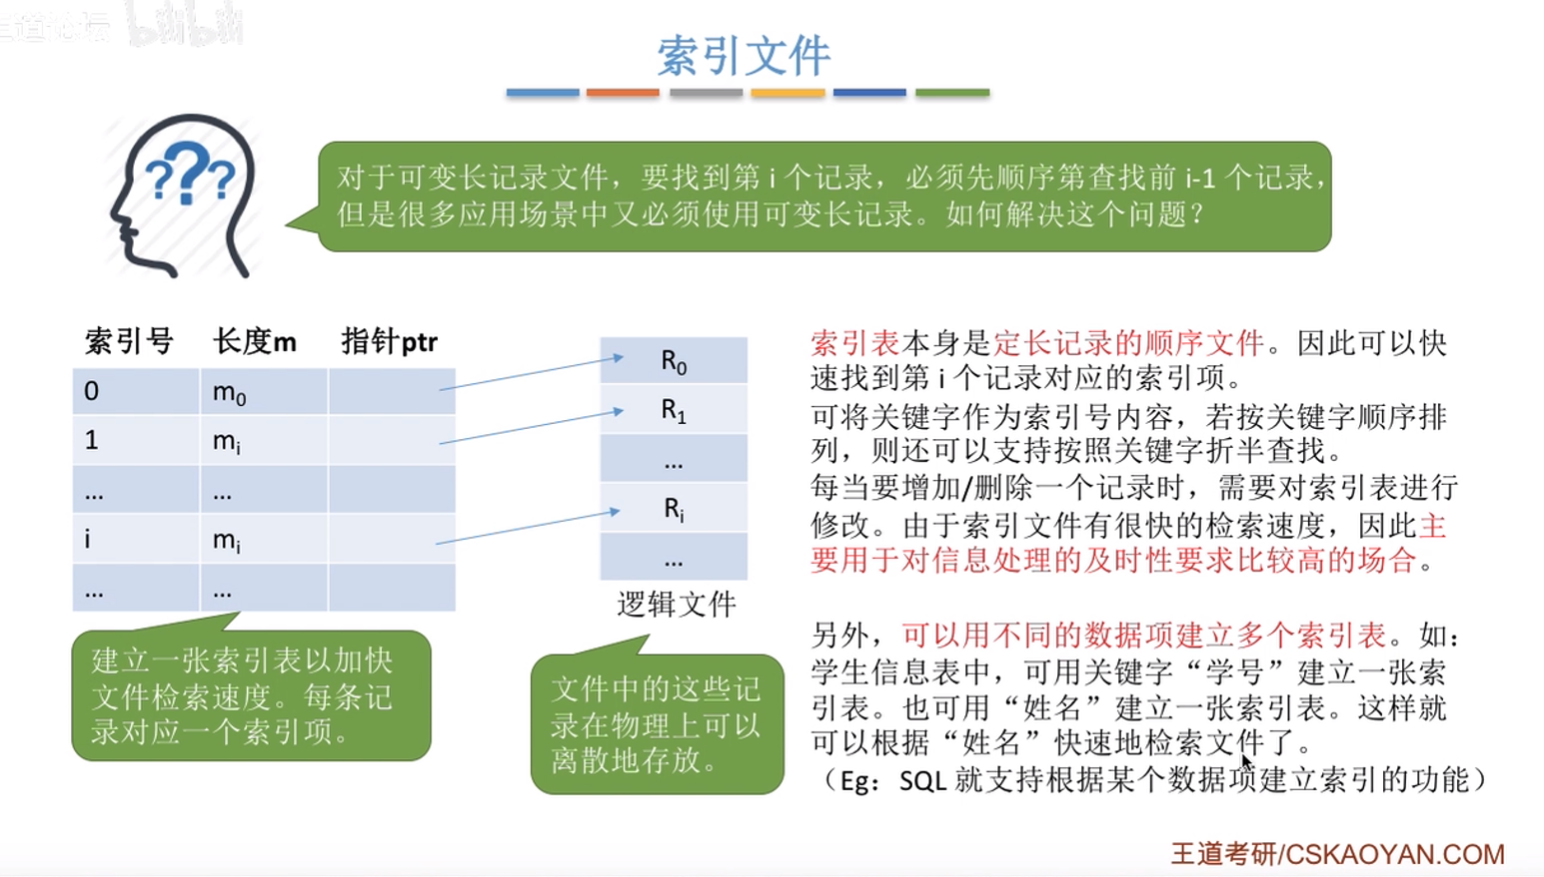 王道论坛 bilibili
索引文件
???
对于可变长记录文件，要找到第 i 个记录，必须先顺序第查找前 i-1 个记录，
但是很多应用场景中又必须使用可变长记录。如何解决这个问题？
索引号 长度m 指针ptr
0 m0
1 mi
... ...
i mi
... ...
R0
R1
...
Ri
...
逻辑文件
建立一张索引表以加快
文件检索速度。每条记
录对应一个索引项。
文件中的这些记
录在物理上可以
离散地存放。
索引表本身是定长记录的顺序文件。因此可以快
速找到第 i 个记录对应的索引项。
可将关键字作为索引号内容，若按关键字顺序排
列，则还可以支持按照关键字折半查找。
每当要增加/删除一个记录时，需要对索引表进行
修改。由于索引文件有很快的检索速度，因此主
要用于对信息处理的及时性要求比较高的场合。
另外，可以用不同的数据项建立多个索引表。如：
学生信息表中，可用关键字“学号”建立一张索
引表。也可用“姓名”建立一张索引表。这样就
可以根据“姓名”快速地检索文件了。
（Eg：SQL 就支持根据某个数据项建立索引的功能）
王道考研/CSKAOYAN.COM